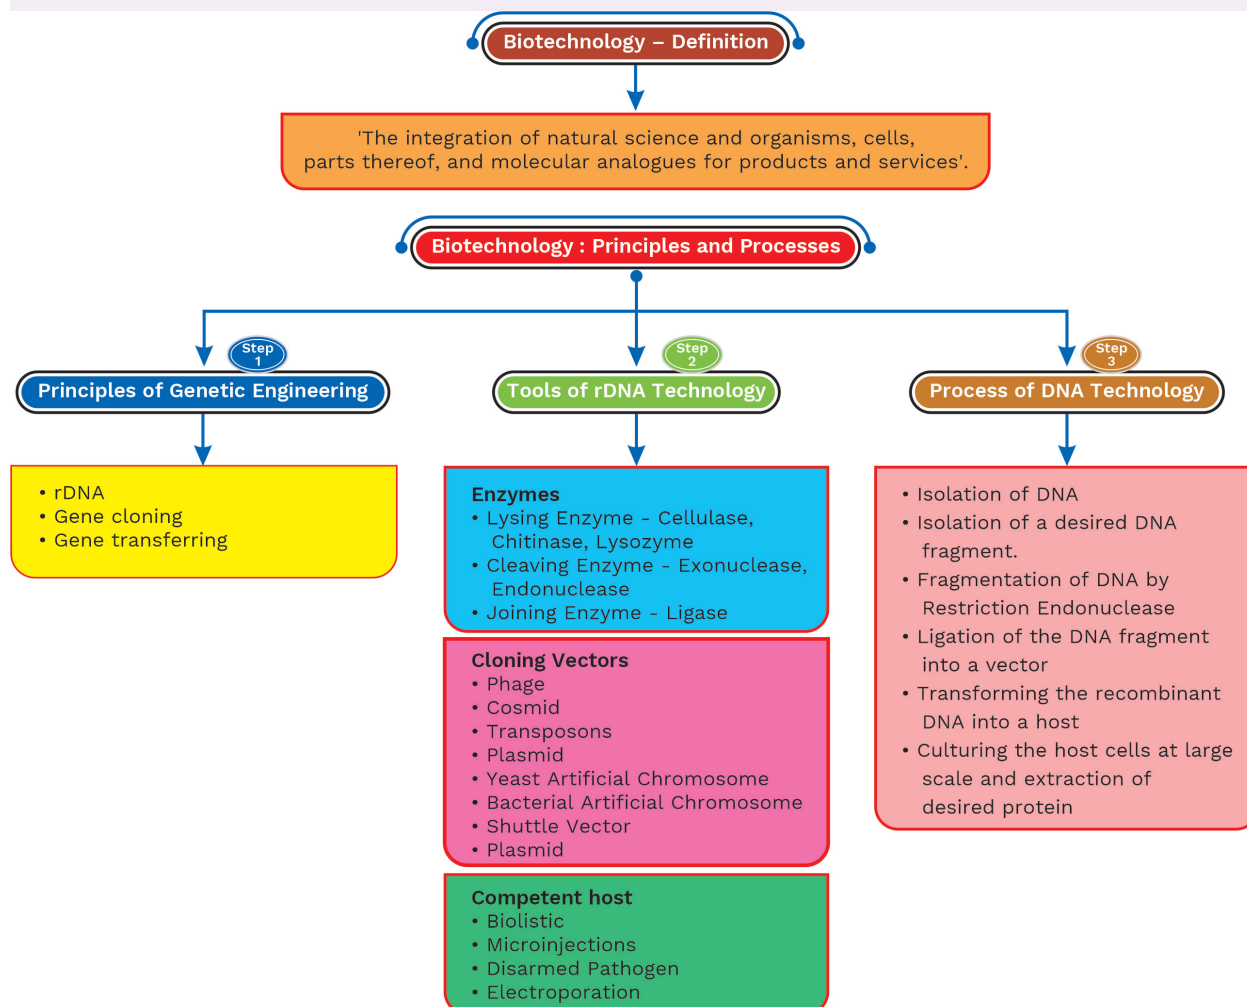 Biotechnology – Definition
'The integration of natural science and organisms, cells,
parts thereof, and molecular analogues for products and services'.
Biotechnology : Principles and Processes
Step
1
Principles of Genetic Engineering
• rDNA
• Gene cloning
• Gene transferring
Step
2
Tools of rDNA Technology
Enzymes
• Lysing Enzyme - Cellulase,
Chitinase, Lysozyme
• Cleaving Enzyme - Exonuclease,
Endonuclease
• Joining Enzyme - Ligase
Cloning Vectors
• Phage
• Cosmid
• Transposons
• Plasmid
• Yeast Artificial Chromosome
• Bacterial Artificial Chromosome
• Shuttle Vector
• Plasmid
Competent host
• Biolistic
• Microinjections
• Disarmed Pathogen
• Electroporation
Step
3
Process of DNA Technology
• Isolation of DNA
• Isolation of a desired DNA
fragment.
• Fragmentation of DNA by
Restriction Endonuclease
• Ligation of the DNA fragment
into a vector
• Transforming the recombinant
DNA into a host
• Culturing the host cells at large
scale and extraction of
desired protein